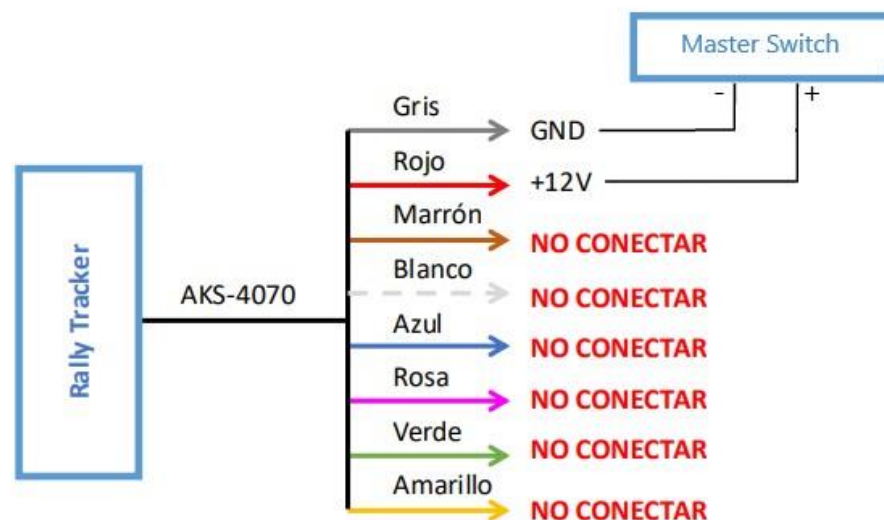 Master Switch
- +
Gris
GND
Rojo
+12V
Marrón
NO CONECTAR
Blanco
NO CONECTAR
Rally Tracker
AKS-4070
Azul
NO CONECTAR
Rosa
NO CONECTAR
Verde
NO CONECTAR
Amarillo
NO CONECTAR